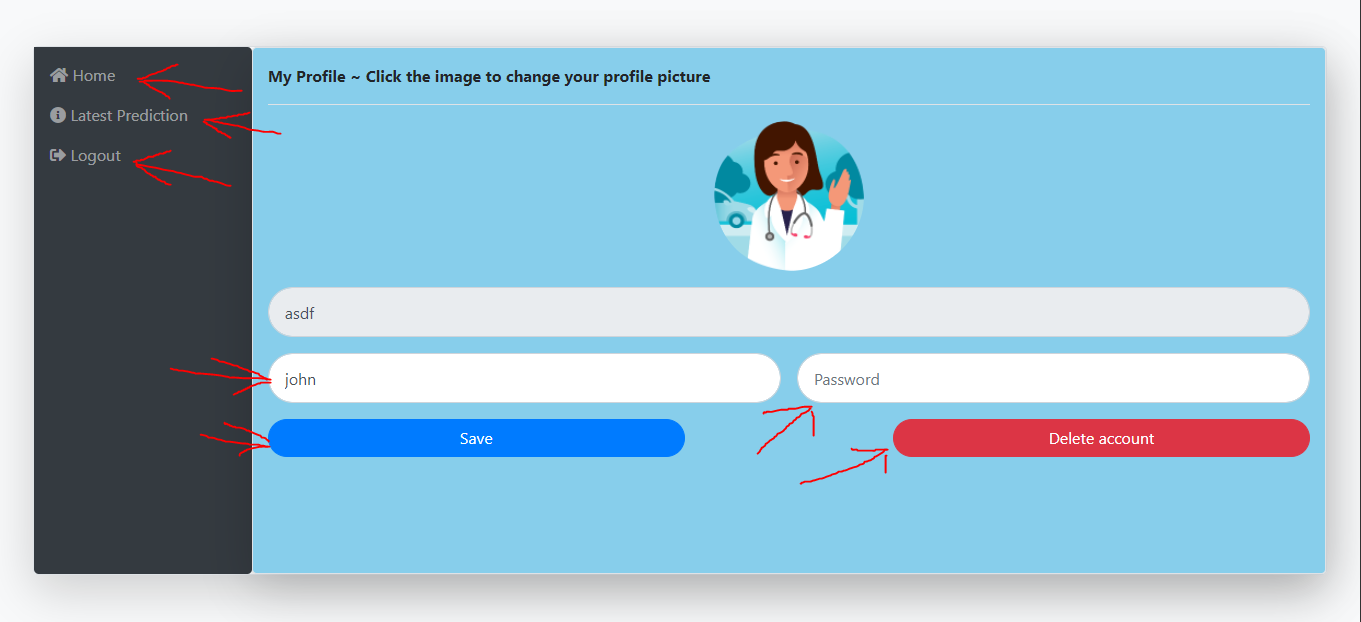 Home
Latest Prediction
Logout
My Profile ~ Click the image to change your profile picture
asdf
john
Password
Save
Delete account